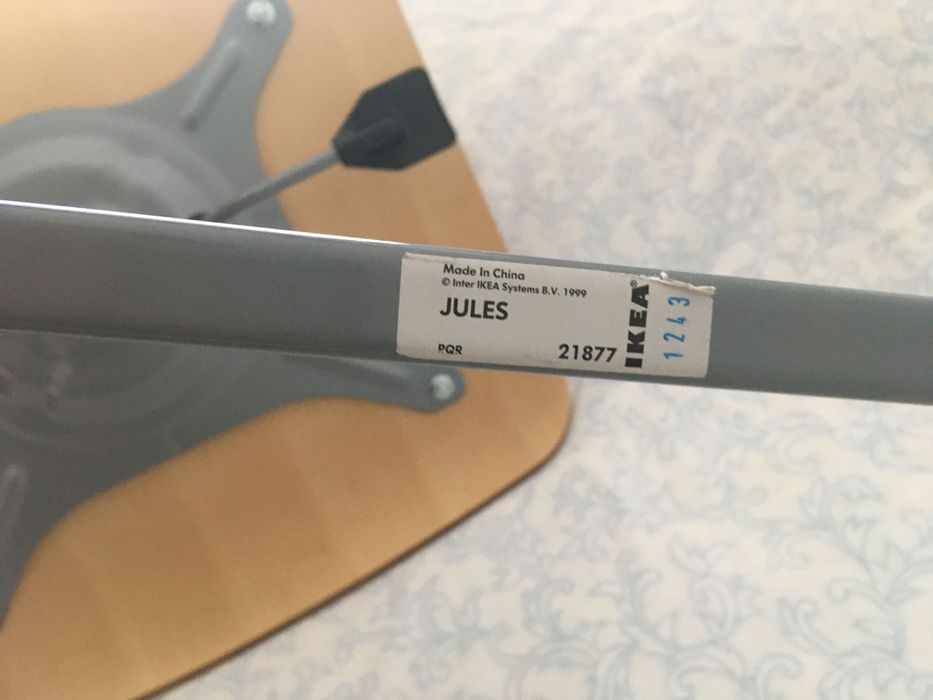 Made In China
© Inter IKEA Systems B.V. 1999
JULES
PQR 21877
IKEA®
1243